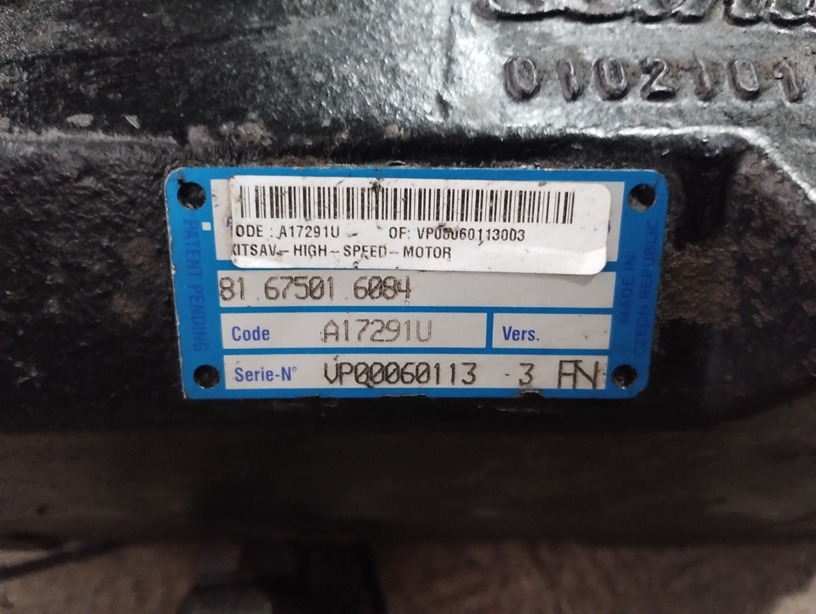 0102101
ODE : A17291U OF: VP00060113003
KITSAV-HIGH-SPEED-MOTOR
PATENT PENDING
81 67501 6084
Code A17291U Vers.
Serie-N° VP00060113 3 FN
MADE IN
REPUBLIC